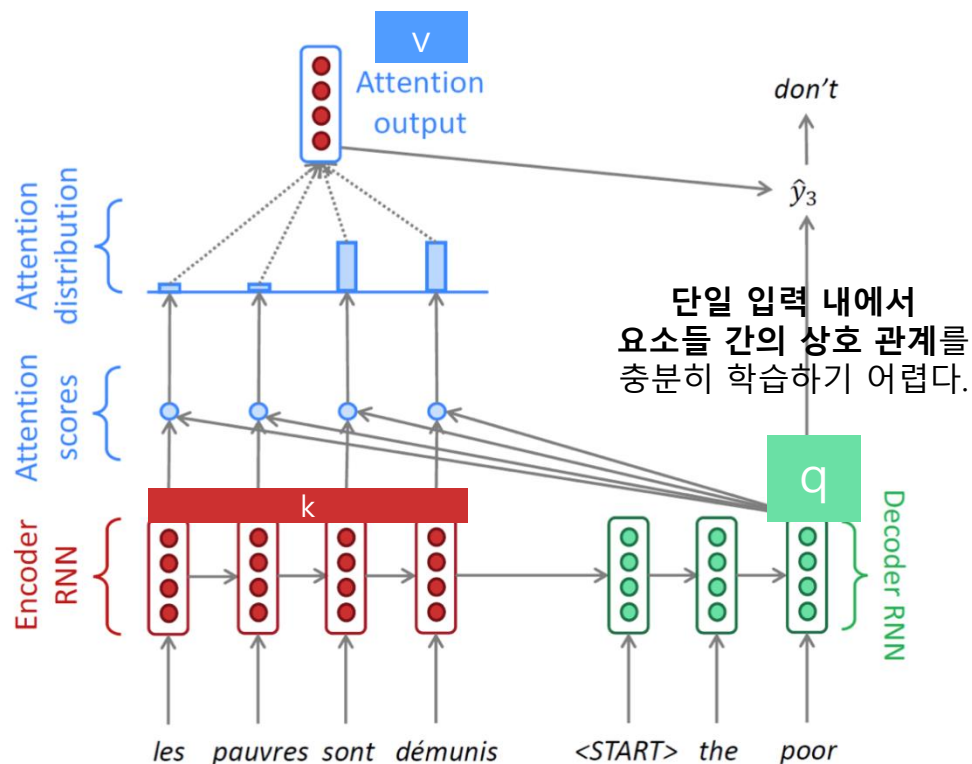 V
Attention
output
don't
ŷ₃
Attention
distribution
단일 입력 내에서
요소들 간의 상호 관계를
충분히 학습하기 어렵다.
Attention
scores
q
k
Encoder
RNN
Decoder RNN
les pauvres sont démunis <START> the poor